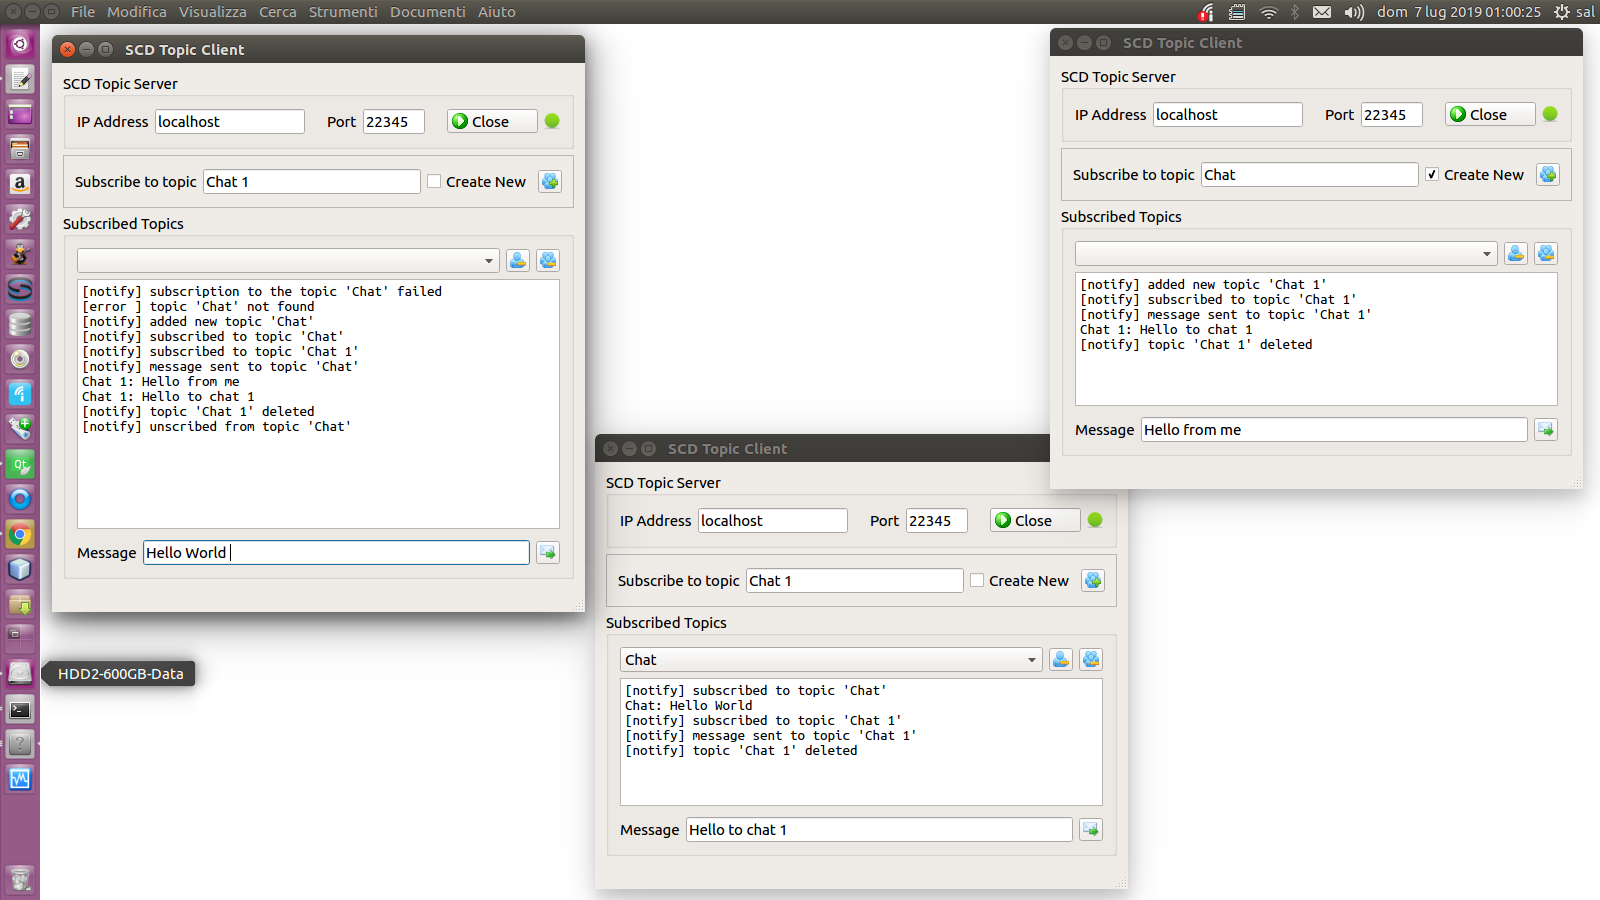 File Modifica Visualizza Cerca Strumenti Documenti Aiuto
dom 7 lug 2019 01:00:25 sal
SCD Topic Client
SCD Topic Server
IP Address localhost Port 22345 Close
Subscribe to topic Chat 1 Create New
Subscribed Topics
[notify] subscription to the topic 'Chat' failed
[error ] topic 'Chat' not found
[notify] added new topic 'Chat'
[notify] subscribed to topic 'Chat'
[notify] subscribed to topic 'Chat 1'
[notify] message sent to topic 'Chat'
Chat 1: Hello from me
Chat 1: Hello to chat 1
[notify] topic 'Chat 1' deleted
[notify] unscribed from topic 'Chat'
Message Hello World
HDD2-600GB-Data
SCD Topic Client
SCD Topic Server
IP Address localhost Port 22345 Close
Subscribe to topic Chat 1 Create New
Subscribed Topics
Chat
[notify] subscribed to topic 'Chat'
Chat: Hello World
[notify] subscribed to topic 'Chat 1'
[notify] message sent to topic 'Chat 1'
[notify] topic 'Chat 1' deleted
Message Hello to chat 1
SCD Topic Client
SCD Topic Server
IP Address localhost Port 22345 Close
Subscribe to topic Chat Create New
Subscribed Topics
[notify] added new topic 'Chat 1'
[notify] subscribed to topic 'Chat 1'
[notify] message sent to topic 'Chat 1'
Chat 1: Hello to chat 1
[notify] topic 'Chat 1' deleted
Message Hello from me